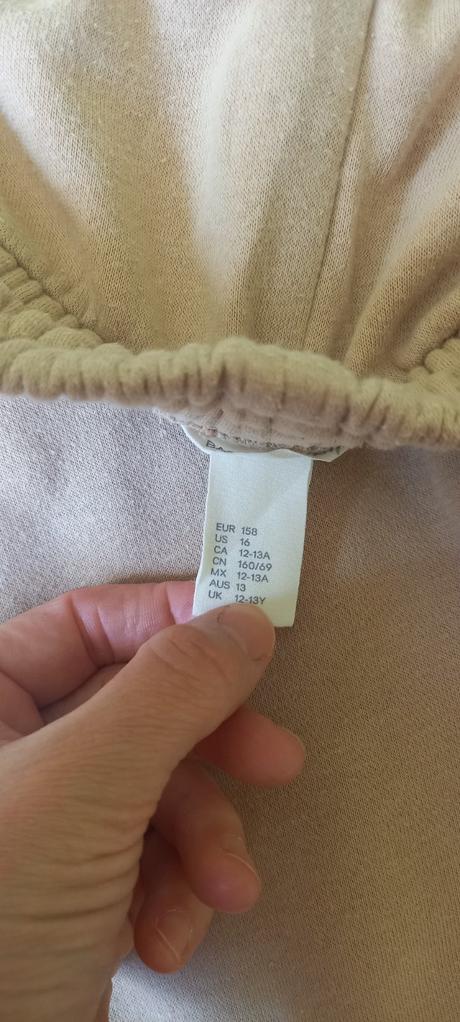 EUR 158
US 16
CA 12-13A
CN 160/69
MX 12-13A
AUS 13
UK 12-13Y